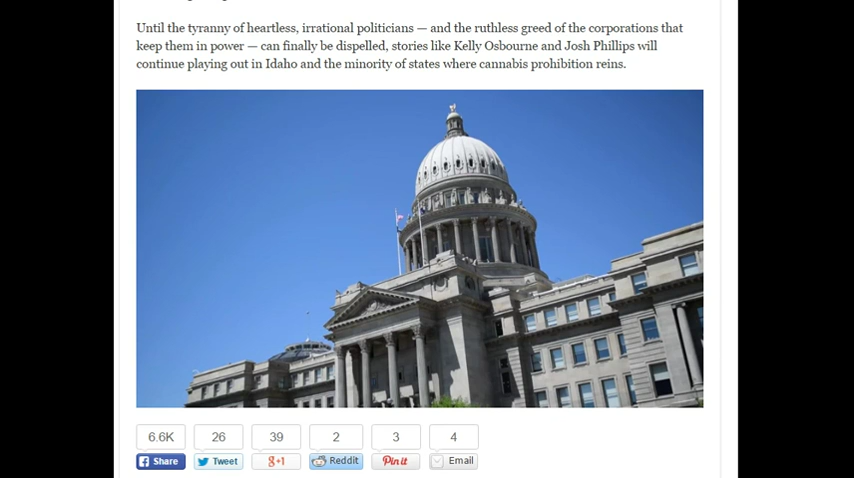 Until the tyranny of heartless, irrational politicians — and the ruthless greed of the corporations that
keep them in power — can finally be dispelled, stories like Kelly Osbourne and Josh Phillips will
continue playing out in Idaho and the minority of states where cannabis prohibition reins.
6.6K 26 39 2 3 4
Share Tweet g+1 Reddit Pin it Email